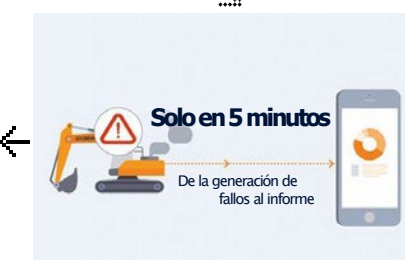 Solo en 5 minutos
De la generación de
fallos al informe